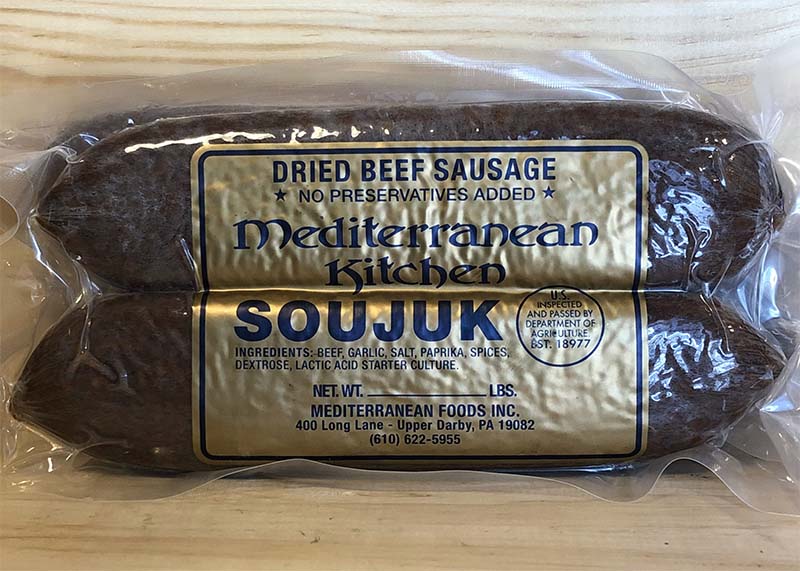 DRIED BEEF SAUSAGE
★ NO PRESERVATIVES ADDED ★
Mediterranean
Kitchen
SOUJUK
U.S.
INSPECTED
AND PASSED BY
DEPARTMENT OF
AGRICULTURE
EST. 18977
INGREDIENTS: BEEF, GARLIC, SALT, PAPRIKA, SPICES,
DEXTROSE, LACTIC ACID STARTER CULTURE.
NET. WT. ____________ LBS.
MEDITERRANEAN FOODS INC.
400 Long Lane - Upper Darby, PA 19082
(610) 622-5955